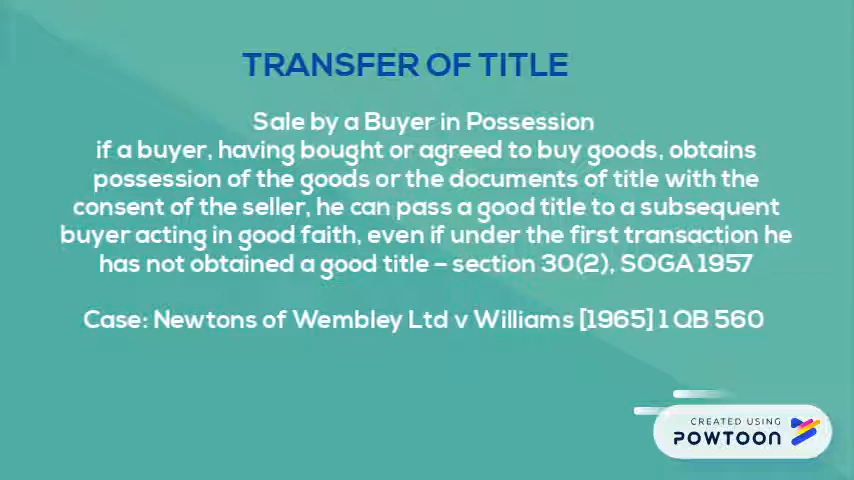 TRANSFER OF TITLE
Sale by a Buyer in Possession
if a buyer, having bought or agreed to buy goods, obtains
possession of the goods or the documents of title with the
consent of the seller, he can pass a good title to a subsequent
buyer acting in good faith, even if under the first transaction he
has not obtained a good title – section 30(2), SOGA 1957
Case: Newtons of Wembley Ltd v Williams [1965] 1 QB 560
CREATED USING
POWTOON